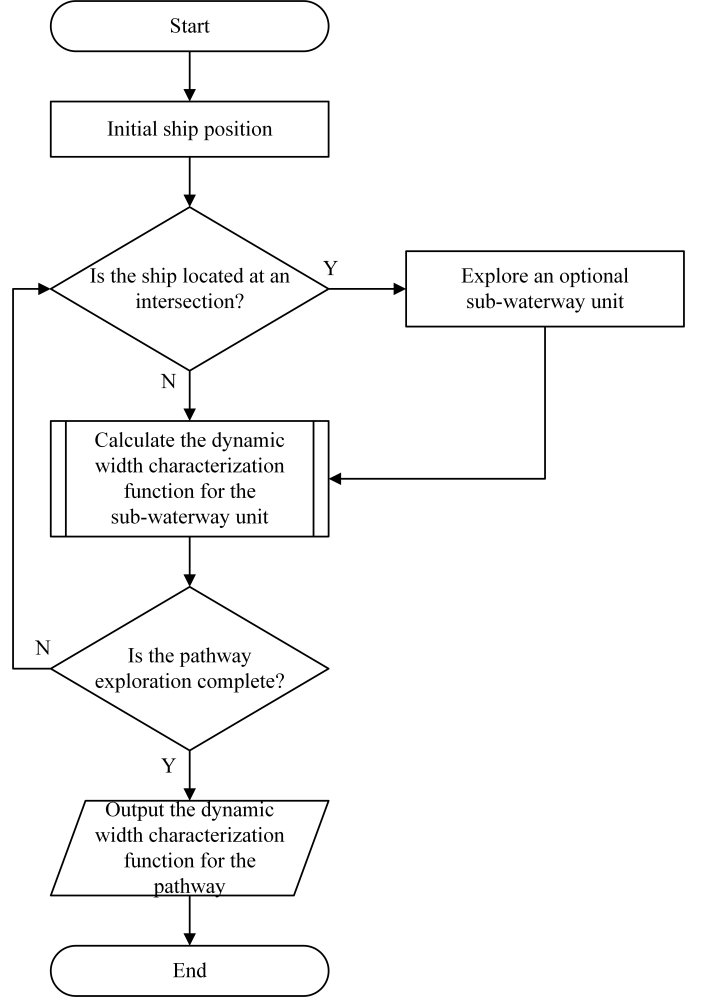 Start
Initial ship position
Is the ship located at an
intersection?
Y
Explore an optional
sub-waterway unit
N
Calculate the dynamic
width characterization
function for the
sub-waterway unit
N
Is the pathway
exploration complete?
Y
Output the dynamic
width characterization
function for the
pathway
End